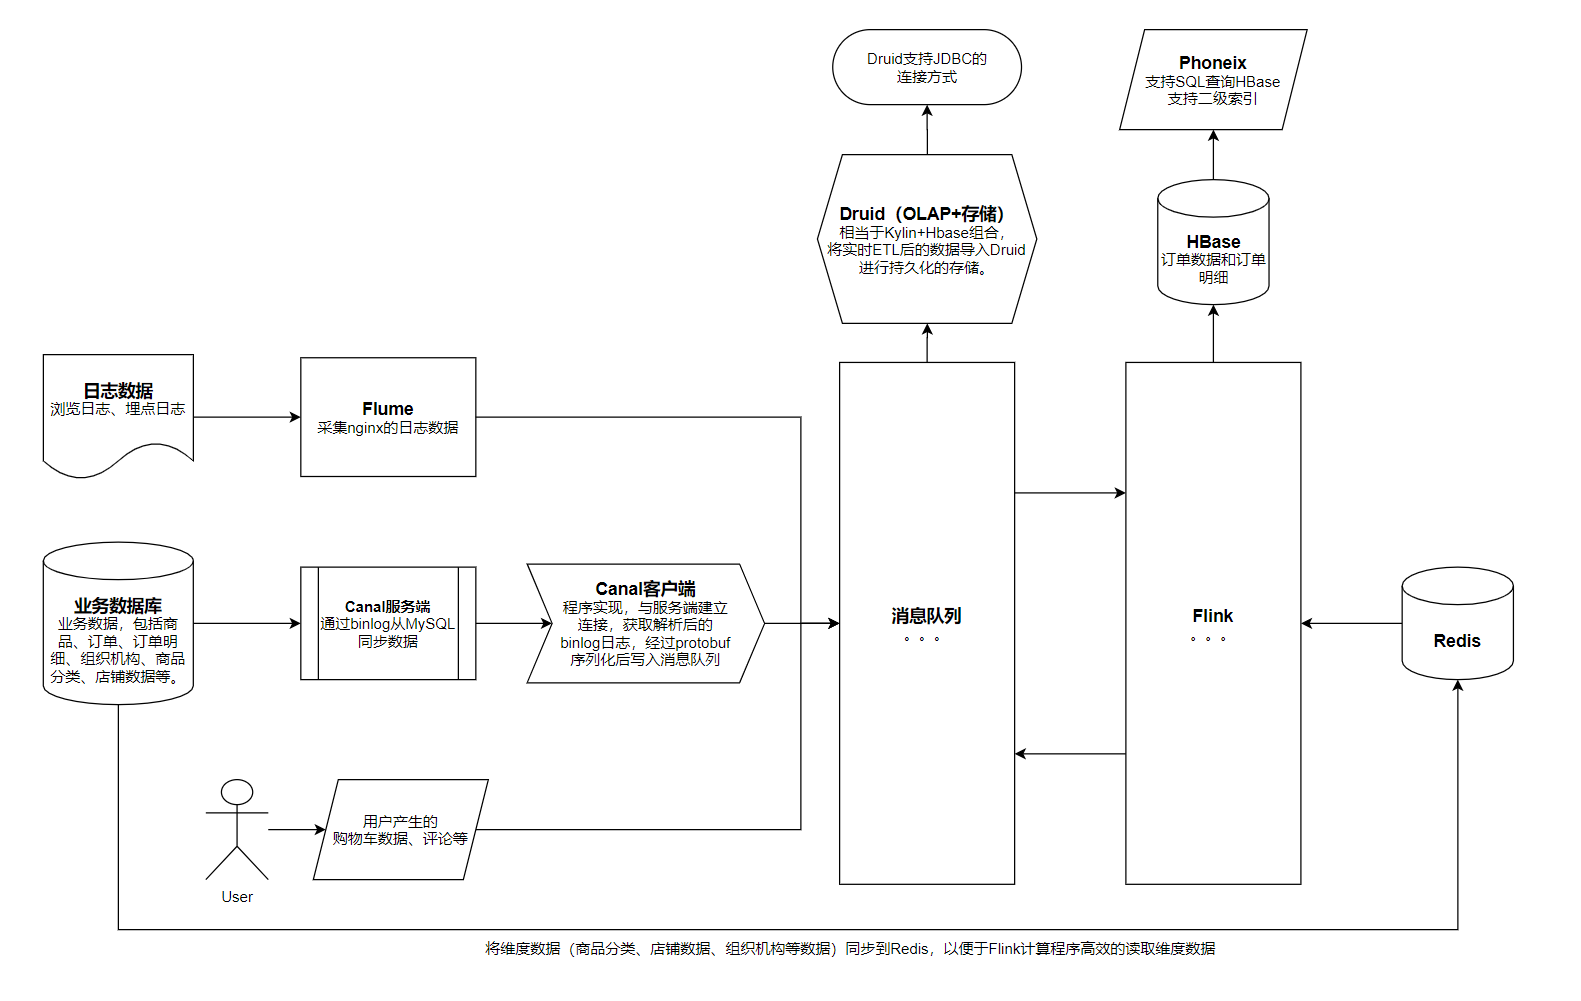 Druid支持JDBC的
连接方式
Phoneix
支持SQL查询HBase
支持二级索引
Druid（OLAP+存储）
相当于Kylin+Hbase组合，
将实时ETL后的数据导入Druid
进行持久化的存储。
HBase
订单数据和订单
明细
日志数据
浏览日志、埋点日志
Flume
采集nginx的日志数据
业务数据库
业务数据，包括商
品、订单、订单明
细、组织机构、商品
分类、店铺数据等。
Canal服务端
通过binlog从MySQL
同步数据
Canal客户端
程序实现，与服务端建立
连接，获取解析后的
binlog日志，经过protobuf
序列化后写入消息队列
消息队列
。。。
Flink
。。。
Redis
用户产生的
购物车数据、评论等
User
将维度数据（商品分类、店铺数据、组织机构等数据）同步到Redis，以便于Flink计算程序高效的读取维度数据